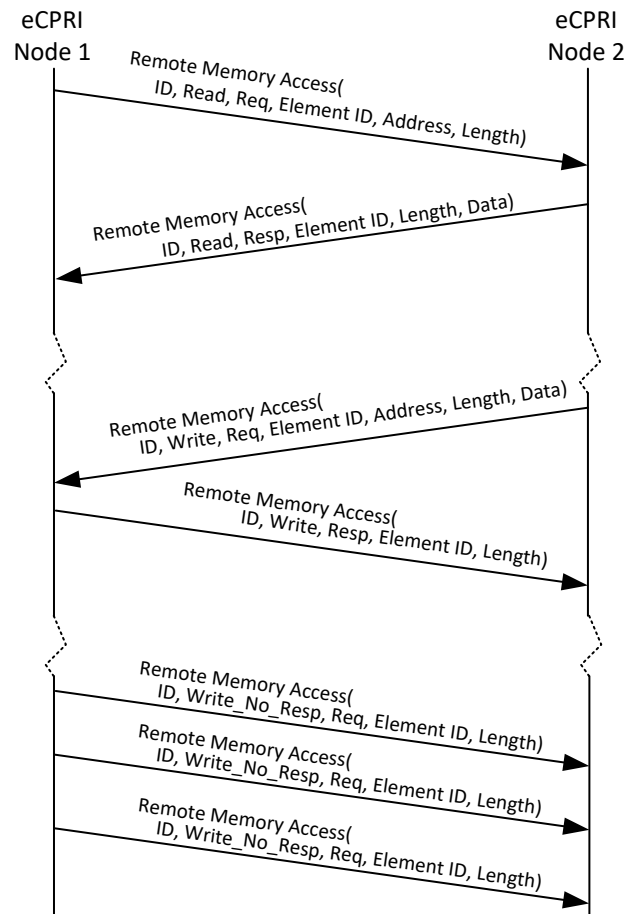 eCPRI
Node 1
eCPRI
Node 2
Remote Memory Access(
ID, Read, Req, Element ID, Address, Length)
Remote Memory Access(
ID, Read, Resp, Element ID, Length, Data)
Remote Memory Access(
ID, Write, Req, Element ID, Address, Length, Data)
Remote Memory Access(
ID, Write, Resp, Element ID, Length)
Remote Memory Access(
ID, Write_No_Resp, Req, Element ID, Length)
Remote Memory Access(
ID, Write_No_Resp, Req, Element ID, Length)
Remote Memory Access(
ID, Write_No_Resp, Req, Element ID, Length)